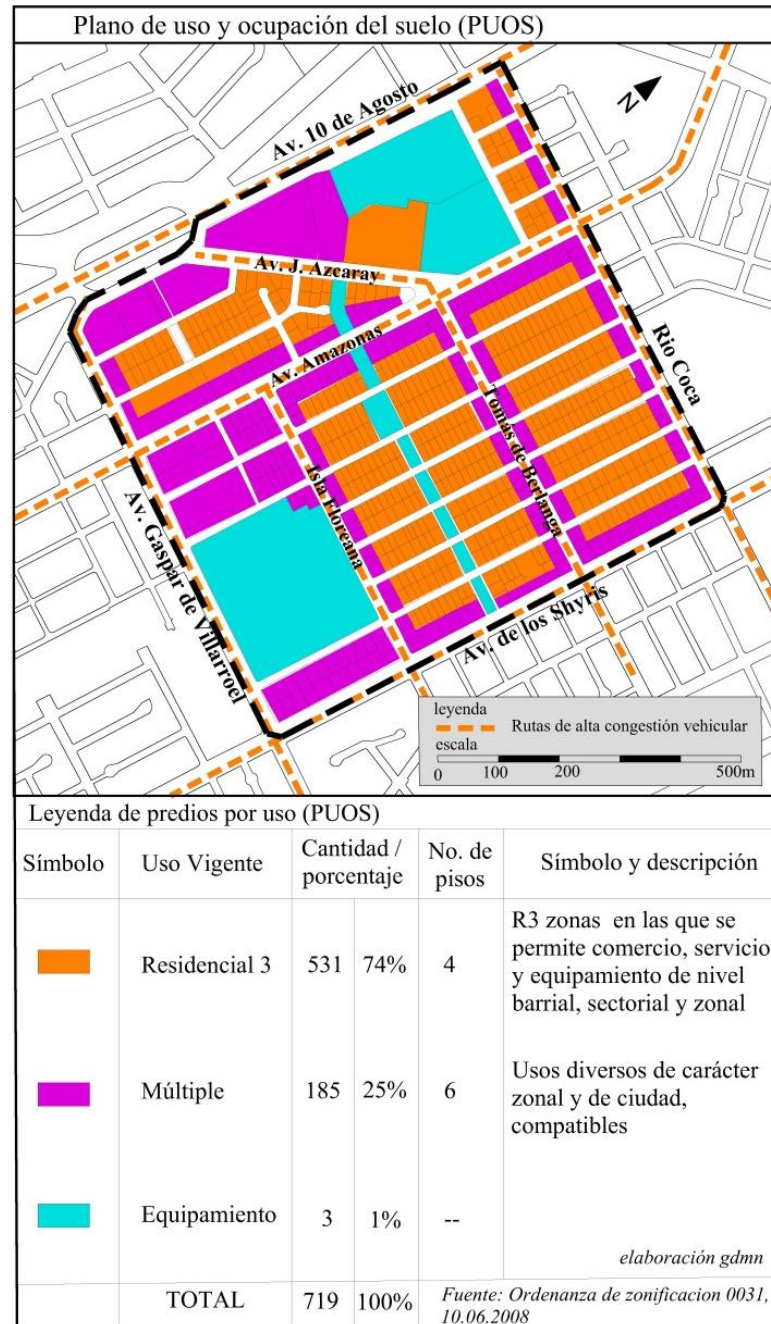 Plano de uso y ocupación del suelo (PUOS)
Av. 10 de Agosto
N
Av. J. Azcaray
Av. Amazonas
Rio Coca
Tomas de Berlanga
Isla Floreana
Av. Gaspar de Villarroel
Av. de los Shyris
leyenda
Rutas de alta congestión vehicular
escala
0 100 200 500m
Leyenda de predios por uso (PUOS)
Símbolo
Uso Vigente
Cantidad /
porcentaje
No. de
pisos
Símbolo y descripción
Residencial 3
531
74%
4
R3 zonas en las que se
permite comercio, servicio
y equipamiento de nivel
barrial, sectorial y zonal
Múltiple
185
25%
6
Usos diversos de carácter
zonal y de ciudad,
compatibles
Equipamiento
3
1%
--
elaboración gdmn
TOTAL
719
100%
Fuente: Ordenanza de zonificacion 0031,
10.06.2008